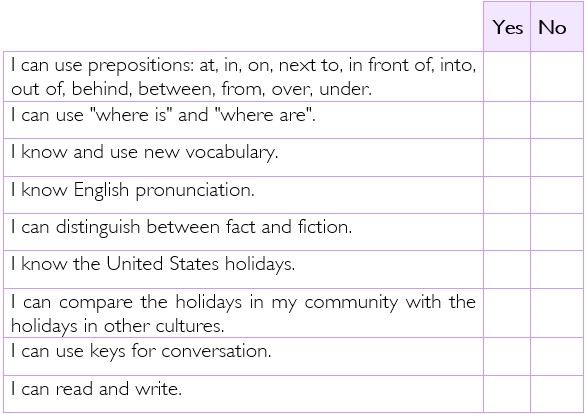 Yes No
I can use prepositions: at, in, on, next to, in front of, into,
out of, behind, between, from, over, under.
I can use "where is" and "where are".
I know and use new vocabulary.
I know English pronunciation.
I can distinguish between fact and fiction.
I know the United States holidays.
I can compare the holidays in my community with the
holidays in other cultures.
I can use keys for conversation.
I can read and write.